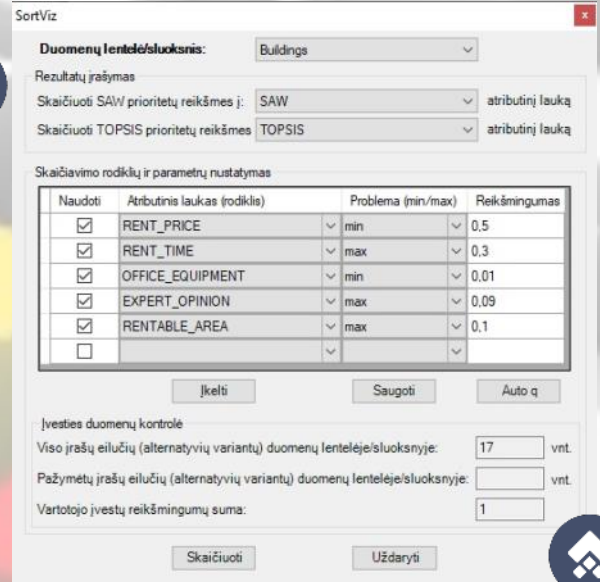 SortViz
Duomenų lentelė/sluoksnis: Buildings
Rezultatų įrašymas
Skaičiuoti SAW prioritetų reikšmes į: SAW atributinį lauką
Skaičiuoti TOPSIS prioritetų reikšmes TOPSIS atributinį lauką
Skaičiavimo rodiklių ir parametrų nustatymas
Naudoti Atributinis laukas (rodiklis) Problema (min/max) Reikšmingumas
RENT_PRICE min 0,5
RENT_TIME max 0,3
OFFICE_EQUIPMENT min 0,01
EXPERT_OPINION max 0,09
RENTABLE_AREA max 0,1
Įkelti Saugoti Auto q
Įvesties duomenų kontrolė
Viso įrašų eilučių (alternatyvių variantų) duomenų lentelėje/sluoksnyje: 17 vnt.
Pažymėtų įrašų eilučių (alternatyvių variantų) duomenų lentelėje/sluoksnyje: vnt.
Vartotojo įvestų reikšmingumų suma: 1
Skaičiuoti Uždaryti